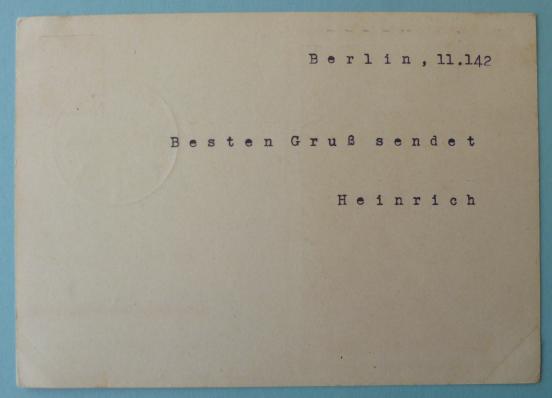 Berlin, 11.142
Besten Gruß sendet
Heinrich